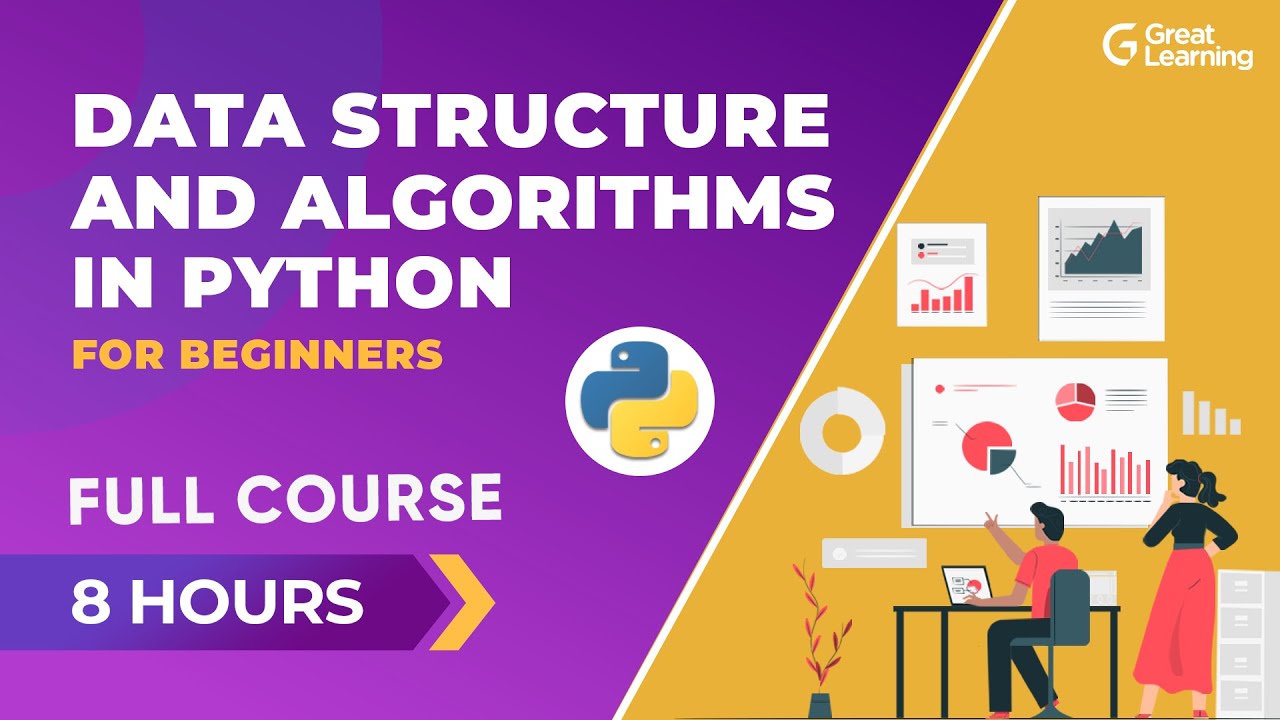 Great
Learning
DATA STRUCTURE
AND ALGORITHMS
IN PYTHON
FOR BEGINNERS
FULL COURSE
8 HOURS